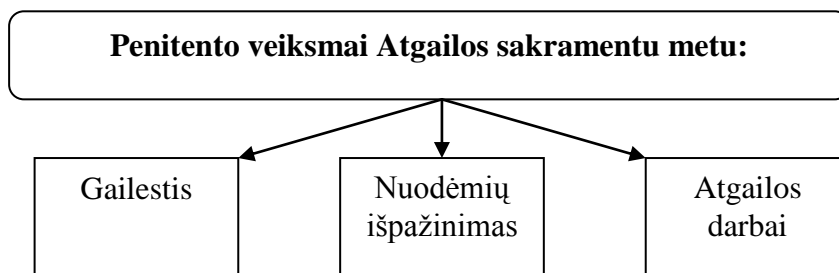 Penitento veiksmai Atgailos sakramentu metu:
Gailestis
Nuodėmių
išpažinimas
Atgailos
darbai